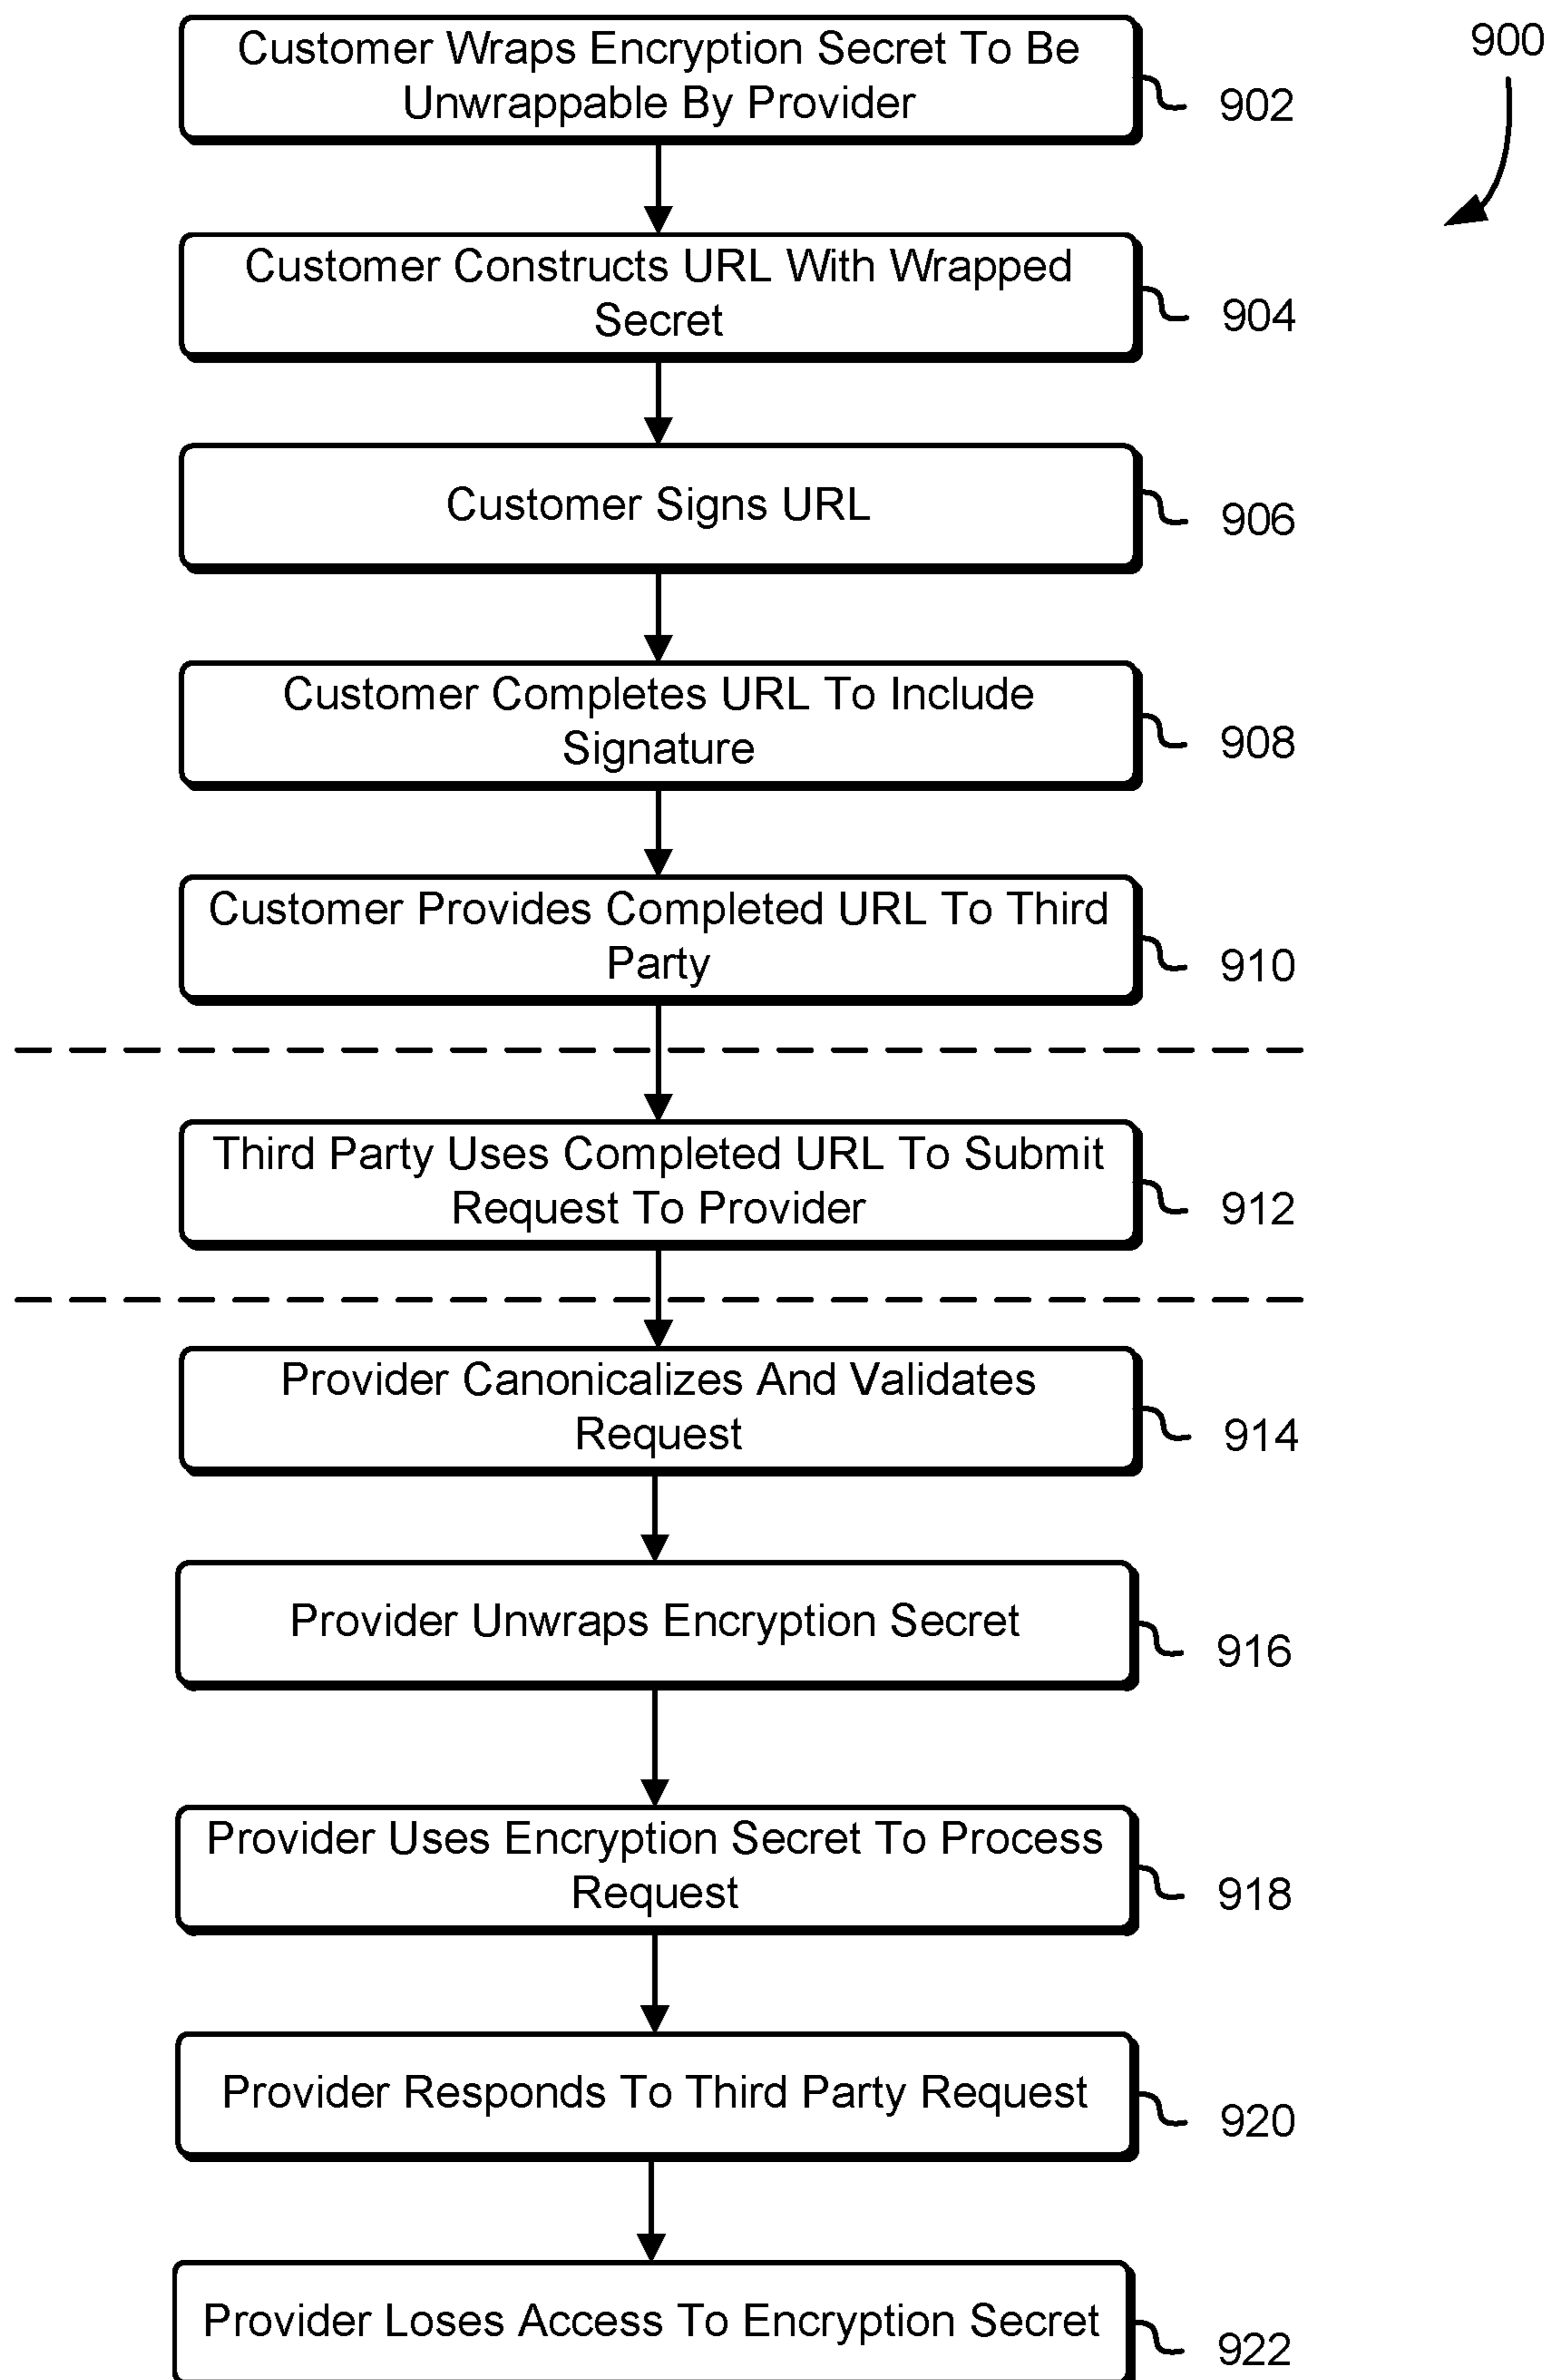 900
Customer Wraps Encryption Secret To Be
Unwrappable By Provider
902
Customer Constructs URL With Wrapped
Secret
904
Customer Signs URL
906
Customer Completes URL To Include
Signature
908
Customer Provides Completed URL To Third
Party
910
Third Party Uses Completed URL To Submit
Request To Provider
912
Provider Canonicalizes And Validates
Request
914
Provider Unwraps Encryption Secret
916
Provider Uses Encryption Secret To Process
Request
918
Provider Responds To Third Party Request
920
Provider Loses Access To Encryption Secret
922